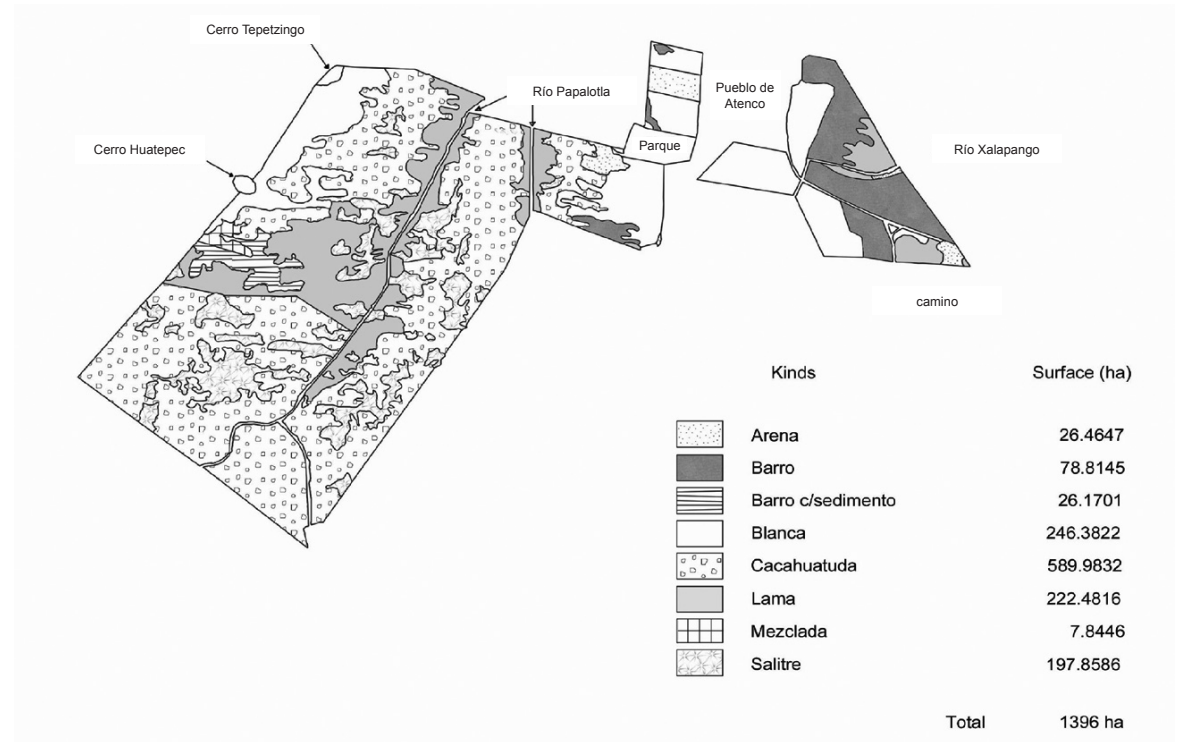 Cerro Tepetzingo
Río Papalotla
Pueblo de
Atenco
Parque
Cerro Huatepec
Río Xalapango
camino
Kinds Surface (ha)
Arena 26.4647
Barro 78.8145
Barro c/sedimento 26.1701
Blanca 246.3822
Cacahuatuda 589.9832
Lama 222.4816
Mezclada 7.8446
Salitre 197.8586
Total 1396 ha